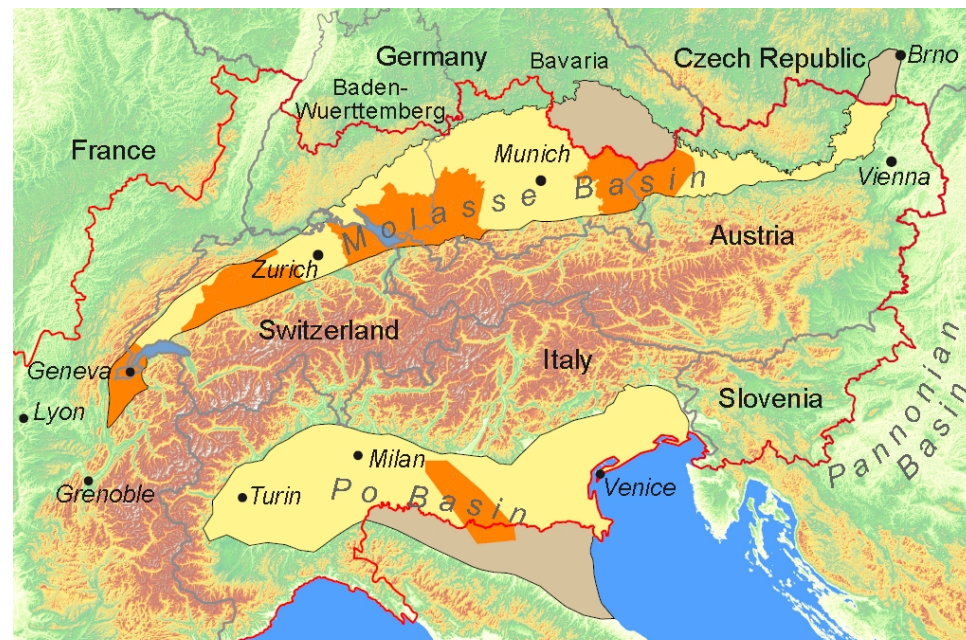 Germany
Czech Republic
Brno
Bavaria
Baden-
Wuerttemberg
France
Munich
Vienna
Molasse Basin
Austria
Zurich
Switzerland
Italy
Geneva
Slovenia
Lyon
Pannonian
Basin
Milan
Grenoble
Turin
Po Basin
Venice